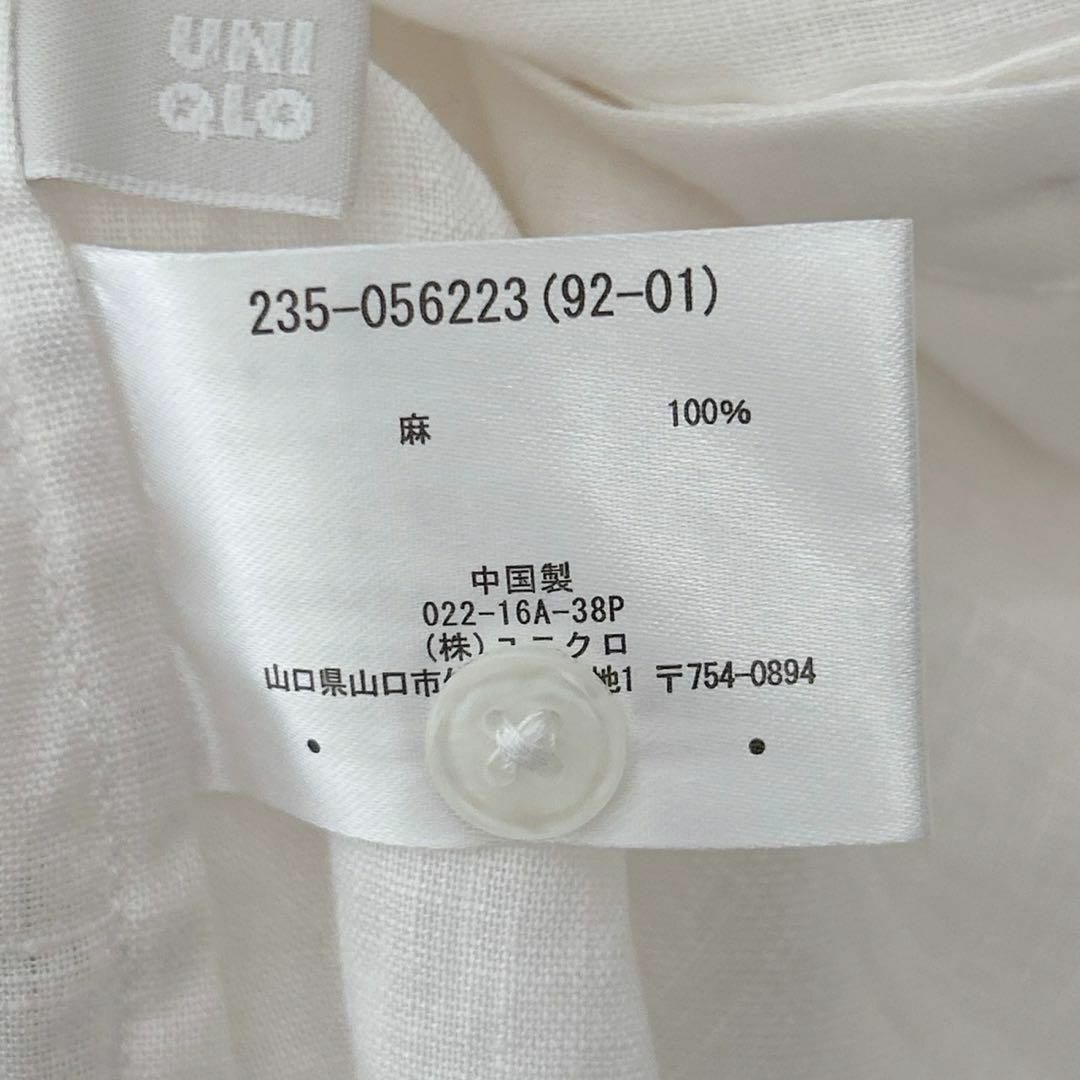 UNI
QLO
235-056223(92-01)
麻 100%
中国製
022-16A-38P
(株)ユニクロ
山口県山口市 地1 〒754-0894